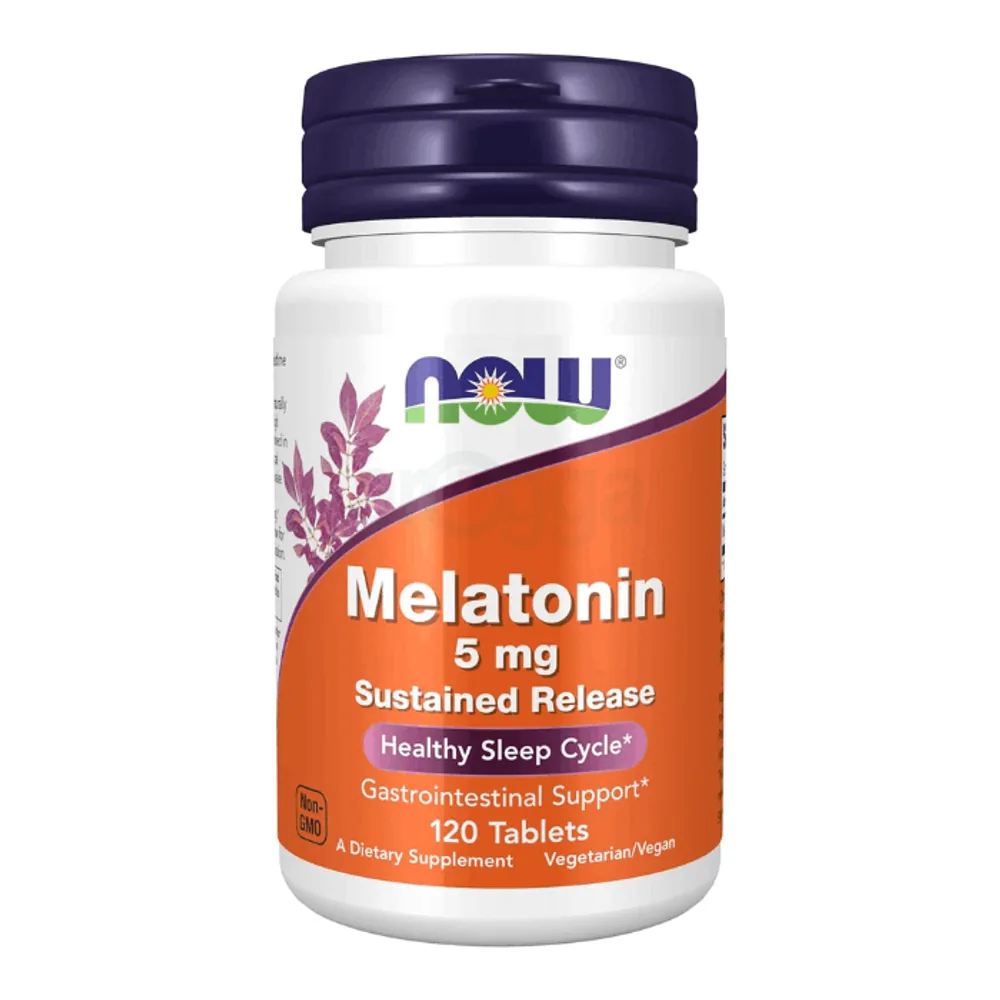 now®
Melatonin
5 mg
Sustained Release
Healthy Sleep Cycle*
Gastrointestinal Support*
120 Tablets
Non-
GMO
A Dietary Supplement Vegetarian/Vegan